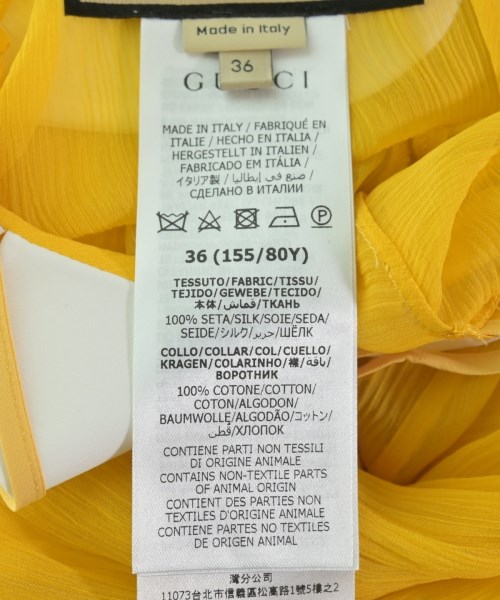 Made in Italy
36
GUCCI
MADE IN ITALY / FABRIQUÉ EN
ITALIE / HECHO EN ITALIA /
HERGESTELLT IN ITALIEN /
FABRICADO EM ITÁLIA /
イタリア製 / صنع في إيطاليا /
СДЕЛАНО В ИТАЛИИ
P
36 (155/80Y)
TESSUTO/FABRIC/TISSU/
TEJIDO/GEWEBE/TECIDO/
本体/قماش/ТКАНЬ
100% SETA/SILK/SOIE/SEDA/
SEIDE/シルク/حرير/ШЁЛК
COLLO/COLLAR/COL/CUELLO/
KRAGEN/COLARINHO/襟/ياقة/
ВОРОТНИК
100% COTONE/COTTON/
COTON/ALGODON/
BAUMWOLLE/ALGODÃO/コットン/
قطن/ХЛОПОК
CONTIENE PARTI NON TESSILI
DI ORIGINE ANIMALE
CONTAINS NON-TEXTILE PARTS
OF ANIMAL ORIGIN
CONTIENT DES PARTIES NON
TEXTILES D'ORIGINE ANIMALE
CONTIENE PARTES NO TEXTILES
DE ORIGEN ANIMAL
灣分公司
11073台北市信義區松高路1號5樓之2